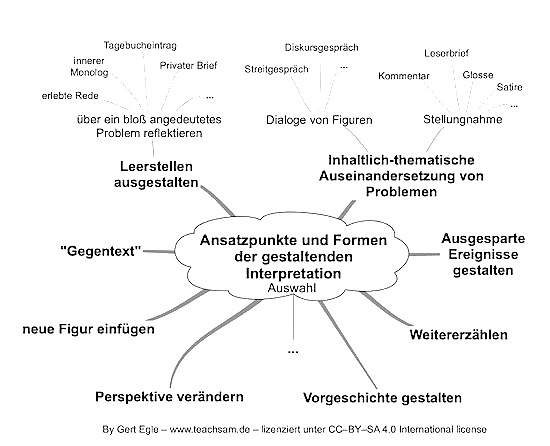 Tagebucheintrag
innerer
Monolog
Privater Brief
erlebte Rede
...
über ein bloß angedeutetes
Problem reflektieren
Leerstellen
ausgestalten
Diskursgespräch
Streitgespräch
...
Dialoge von Figuren
Leserbrief
Kommentar
Glosse
Satire
...
Stellungnahme
Inhaltlich-thematische
Auseinandersetzung von
Problemen
Ansatzpunkte und Formen
der gestaltenden
Interpretation
Auswahl
"Gegentext"
Ausgesparte
Ereignisse
gestalten
neue Figur einfügen
Weitererzählen
...
Perspektive verändern
Vorgeschichte gestalten
By Gert Egle – www.teachsam.de – lizenziert unter CC–BY–SA 4.0 International license